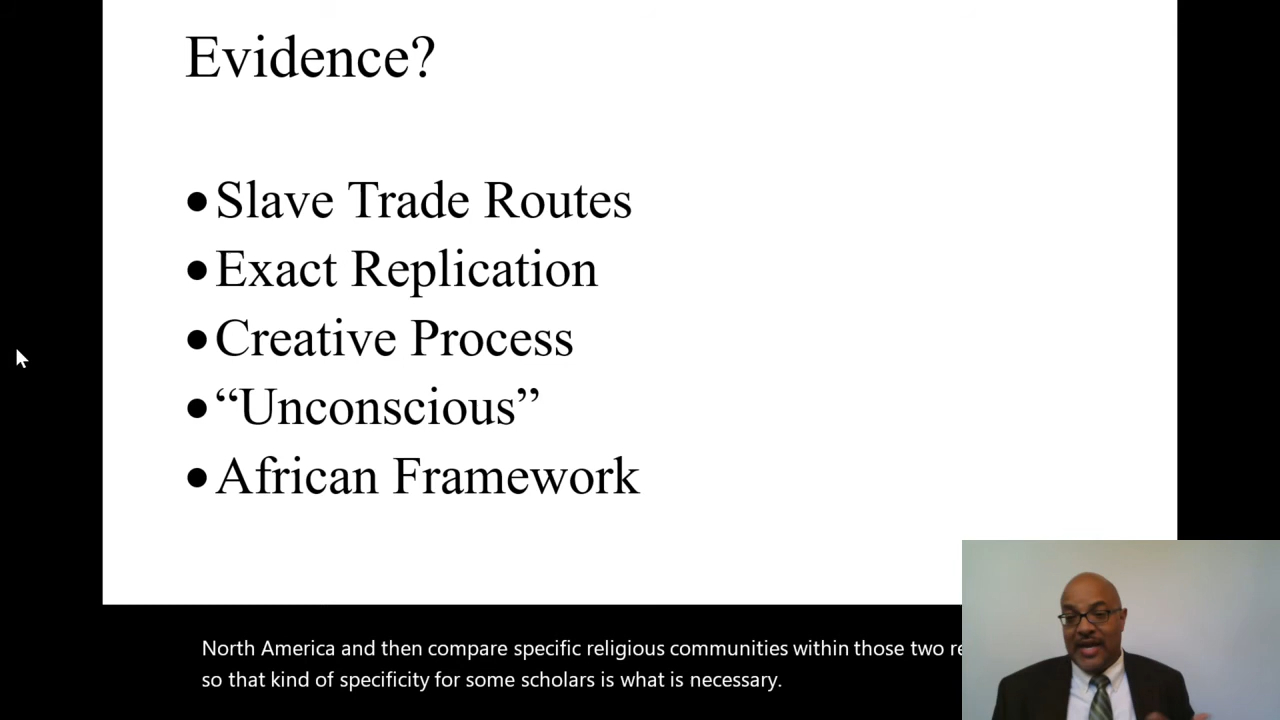 Evidence?
•Slave Trade Routes
•Exact Replication
•Creative Process
•“Unconscious”
•African Framework
North America and then compare specific religious communities within those two
so that kind of specificity for some scholars is what is necessary.